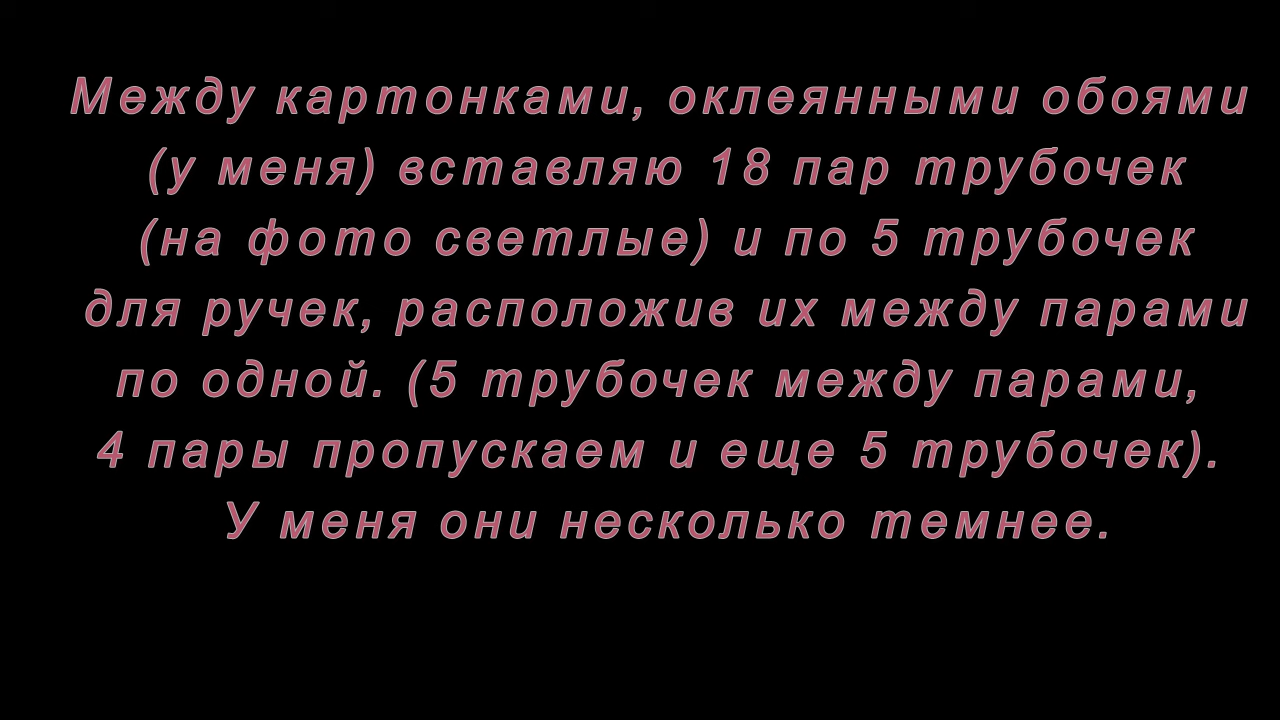 Между картонками, оклеянными обоями
(у меня) вставляю 18 пар трубочек
(на фото светлые) и по 5 трубочек
для ручек, расположив их между парами
по одной. (5 трубочек между парами,
4 пары пропускаем и еще 5 трубочек).
У меня они несколько темнее.